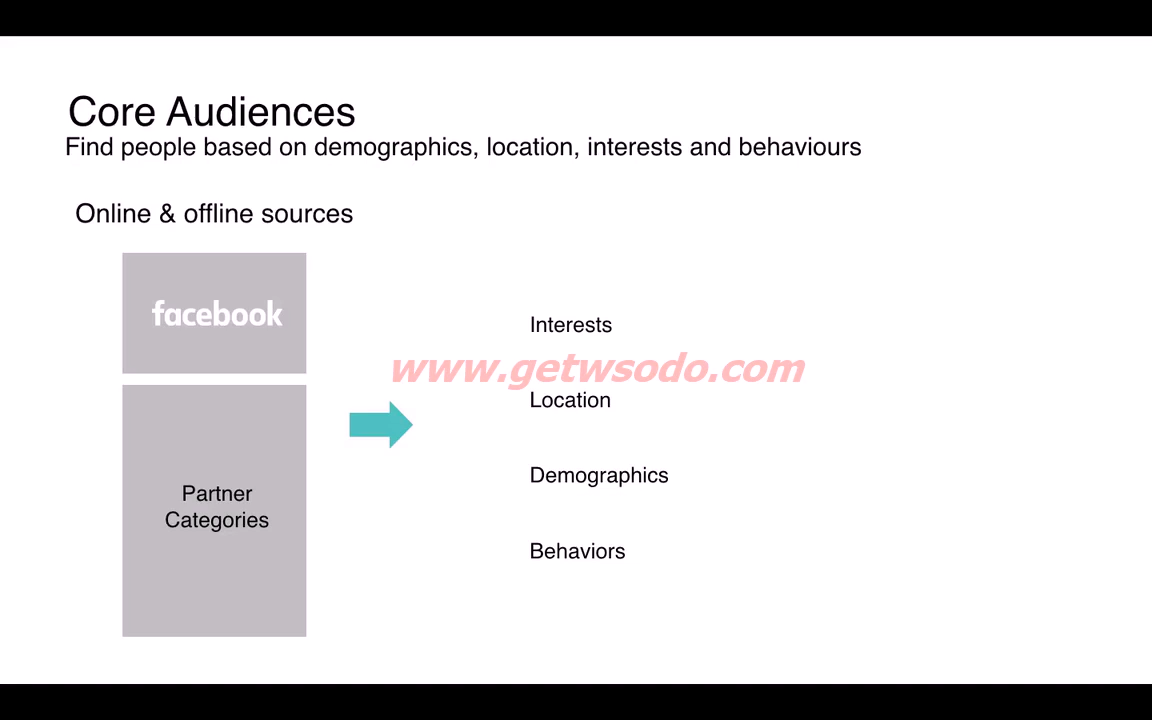 Core Audiences
Find people based on demographics, location, interests and behaviours
Online & offline sources
facebook
Partner
Categories
Interests
www.getwsodo.com
Location
Demographics
Behaviors